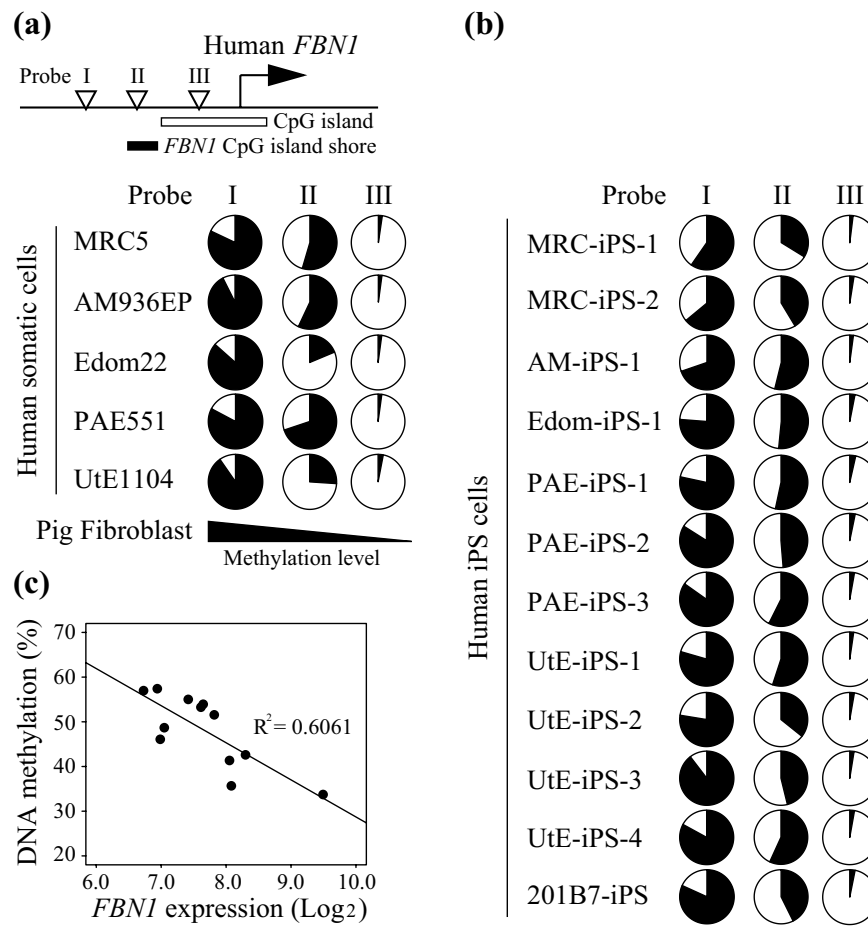 (a)
Human FBN1
Probe I II III
CpG island
FBN1 CpG island shore
Probe I II III
Human somatic cells
MRC5
AM936EP
Edom22
PAE551
UtE1104
Pig Fibroblast
Methylation level
(b)
Probe I II III
Human iPS cells
MRC-iPS-1
MRC-iPS-2
AM-iPS-1
Edom-iPS-1
PAE-iPS-1
PAE-iPS-2
PAE-iPS-3
UtE-iPS-1
UtE-iPS-2
UtE-iPS-3
UtE-iPS-4
201B7-iPS
(c)
DNA methylation (%)
70
60
50
40
30
20
R²= 0.6061
6.0 7.0 8.0 9.0 10.0
FBN1 expression (Log2)